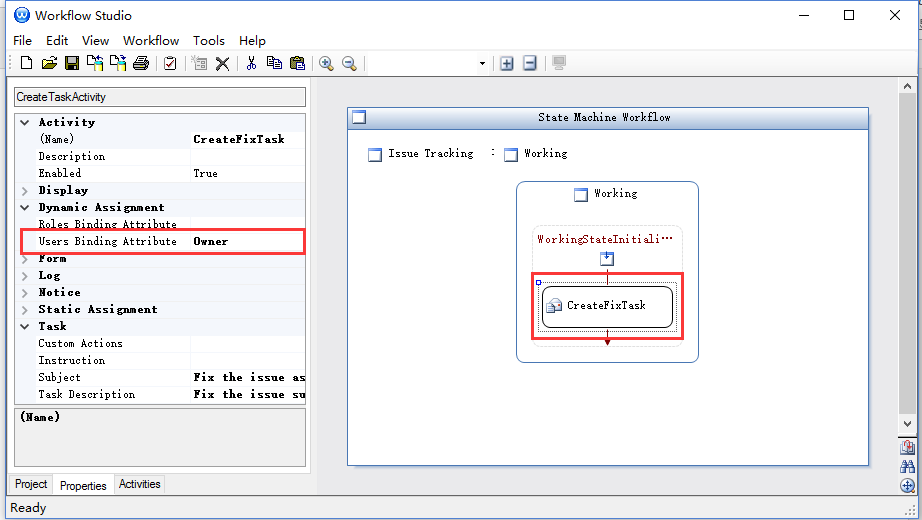 Workflow Studio
File Edit View Workflow Tools Help
CreateTaskActivity
Activity
(Name) CreateFixTask
Description
Enabled True
Display
Dynamic Assignment
Roles Binding Attribute
Users Binding Attribute Owner
Form
Log
Notice
Static Assignment
Task
Custom Actions
Instruction
Subject Fix the issue as
Task Description Fix the issue su
(Name)
Project Properties Activities
Ready
State Machine Workflow
Issue Tracking : Working
Working
WorkingStateInitiali···
CreateFixTask